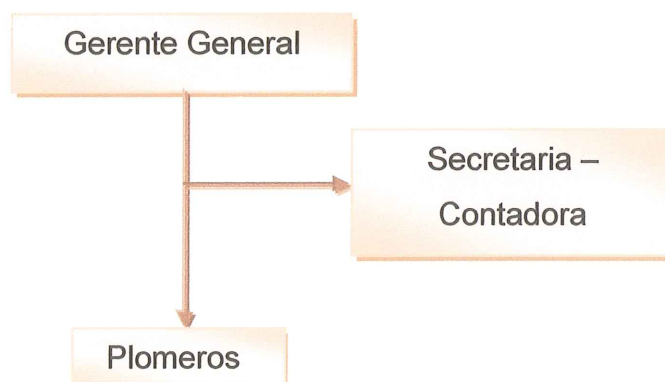 Gerente General
Secretaria –
Contadora
Plomeros